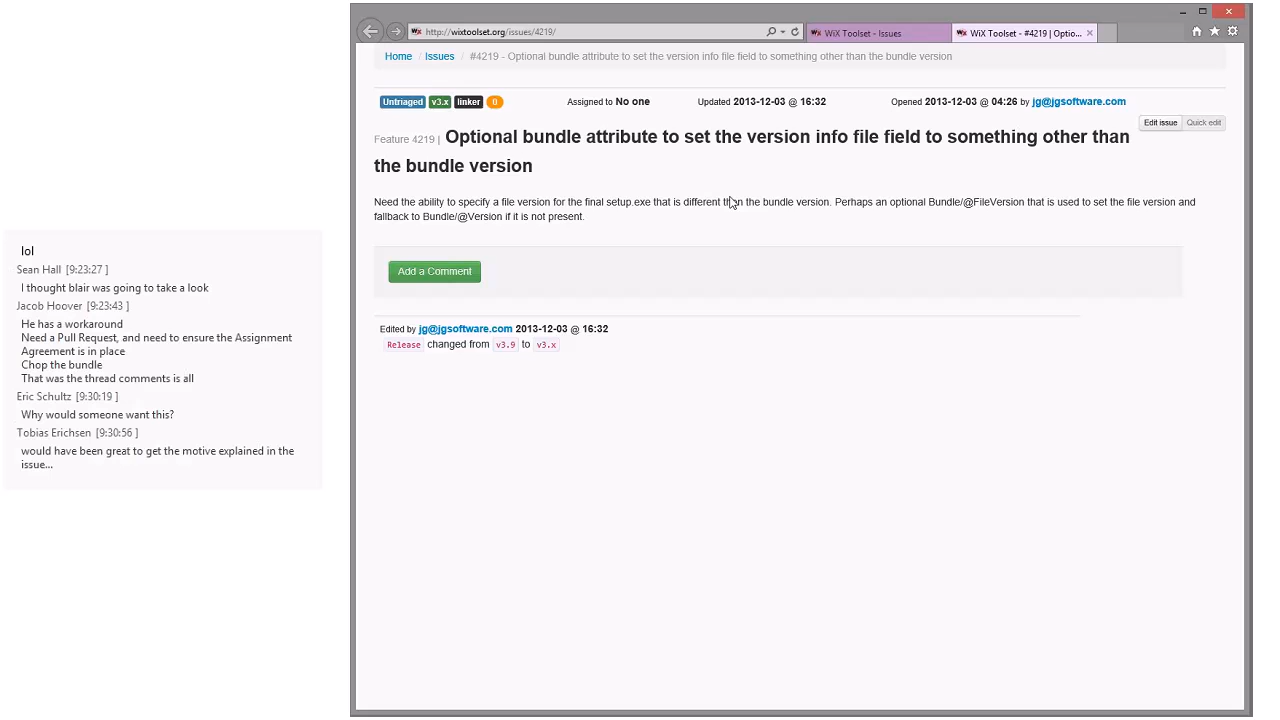 lol
Sean Hall [9:23:27 ]
I thought blair was going to take a look
Jacob Hoover [9:23:43 ]
He has a workaround
Need a Pull Request, and need to ensure the Assignment
Agreement is in place
Chop the bundle
That was the thread comments is all
Eric Schultz [9:30:19 ]
Why would someone want this?
Tobias Erichsen [9:30:56 ]
would have been great to get the motive explained in the
issue...
http://wixtoolset.org/issues/4219/
WiX Toolset - Issues
WiX Toolset - #4219 | Optio...
Home / Issues / #4219 - Optional bundle attribute to set the version info file field to something other than the bundle version
Untriaged v3.x linker 0 Assigned to No one Updated 2013-12-03 @ 16:32 Opened 2013-12-03 @ 04:26 by jg@jgsoftware.com
Edit issue Quick edit
Feature 4219 | Optional bundle attribute to set the version info file field to something other than
the bundle version
Need the ability to specify a file version for the final setup.exe that is different than the bundle version. Perhaps an optional Bundle/@FileVersion that is used to set the file version and
fallback to Bundle/@Version if it is not present.
Add a Comment
Edited by jg@jgsoftware.com 2013-12-03 @ 16:32
Release changed from v3.9 to v3.x